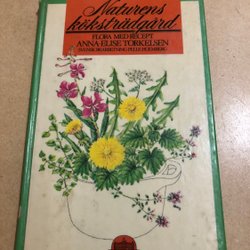 Naturens
köksträdgård
FLORA MED RECEPT
ANNA-ELISE TORKELSEN
SVENSK BEARBETNING PELLE HOLMBERG